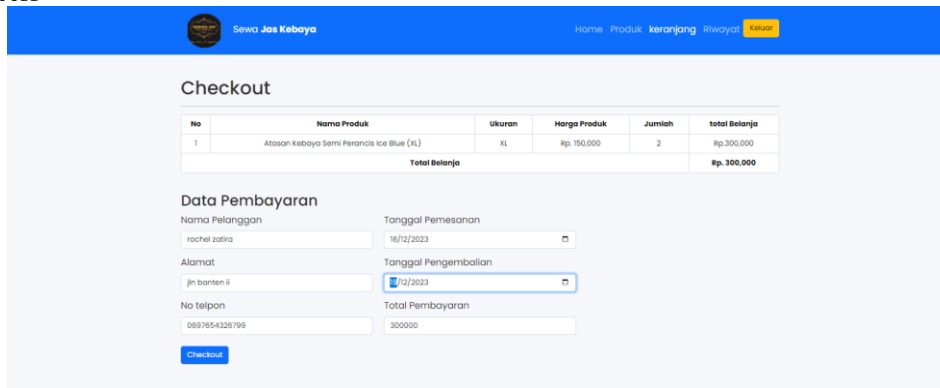 Sewa Jas Kebaya
Home Produk keranjang Riwayat Keluar
Checkout
No Nama Produk Ukuran Harga Produk Jumlah total Belanja
1 Atasan Kebaya Semi Perancis Ice Blue (XL) XL Rp. 150,000 2 Rp.300,000
Total Belanja Rp. 300,000
Data Pembayaran
Nama Pelanggan Tanggal Pemesanan
rachel zatira 18/12/2023
Alamat Tanggal Pengembalian
jln banten ii /12/2023
No telpon Total Pembayaran
0897654326799 300000
Checkout